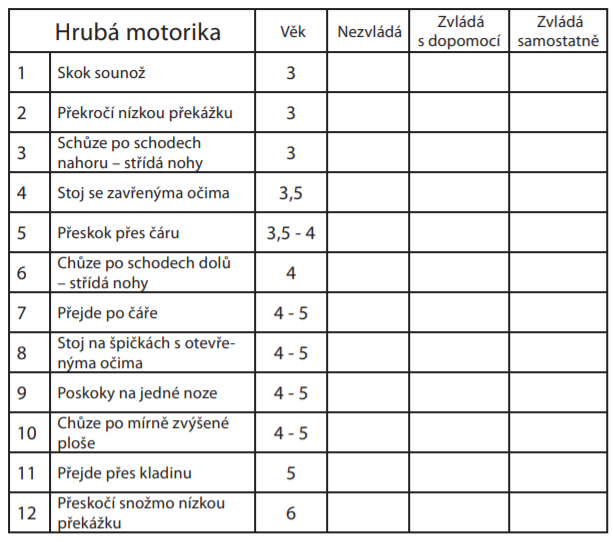 Hrubá motorika Věk Nezvládá Zvládá s dopomocí Zvládá samostatně
1 Skok sounož 3
2 Překročí nízkou překážku 3
3 Schůze po schodech
nahoru – střídá nohy 3
4 Stoj se zavřenýma očima 3,5
5 Přeskok přes čáru 3,5 - 4
6 Chůze po schodech dolů
– střídá nohy 4
7 Přejde po čáře 4 - 5
8 Stoj na špičkách s otevře-
nýma očima 4 - 5
9 Poskoky na jedné noze 4 - 5
10 Chůze po mírně zvýšené
ploše 4 - 5
11 Přejde přes kladinu 5
12 Přeskočí snožmo nízkou
překážku 6